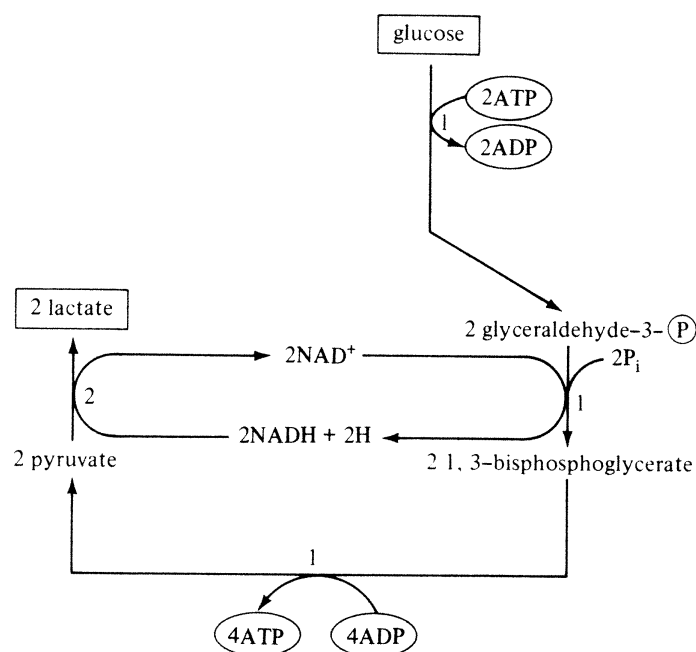 glucose
2ATP
1
2ADP
2 lactate
2 glyceraldehyde-3-P
2NAD⁺
2Pᵢ
2
1
2NADH + 2H
2 pyruvate
2 1, 3-bisphosphoglycerate
1
4ATP
4ADP